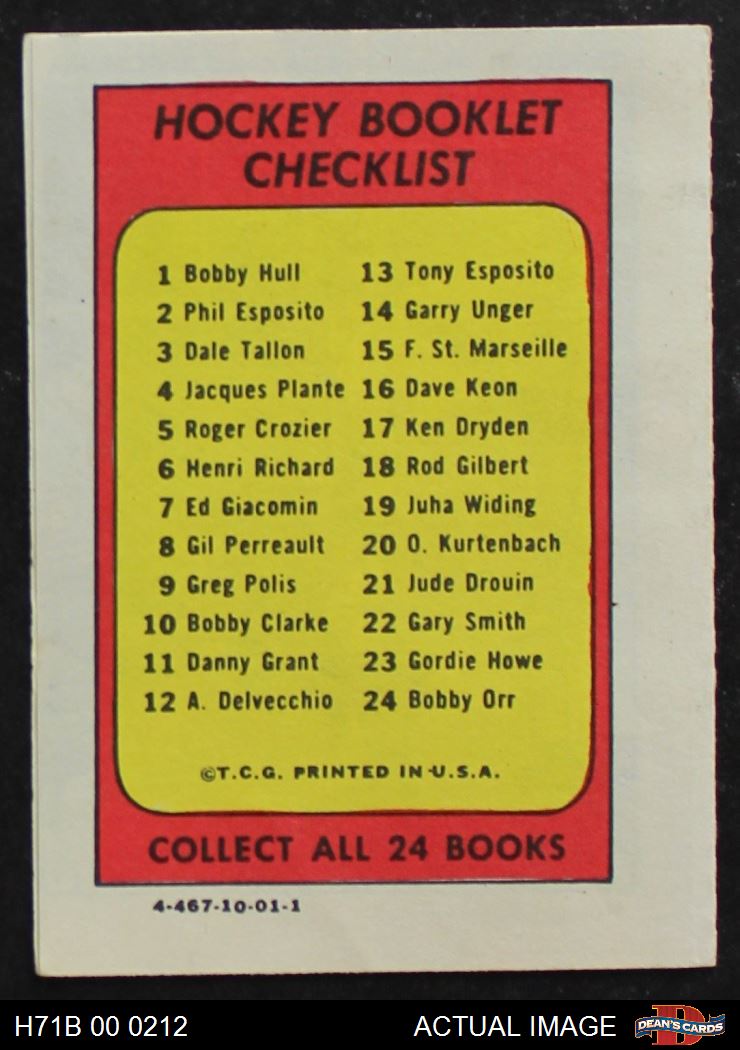 HOCKEY BOOKLET
CHECKLIST
1 Bobby Hull
2 Phil Esposito
3 Dale Tallon
4 Jacques Plante
5 Roger Crozier
6 Henri Richard
7 Ed Giacomin
8 Gil Perreault
9 Greg Polis
10 Bobby Clarke
11 Danny Grant
12 A. Delvecchio
13 Tony Esposito
14 Garry Unger
15 F. St. Marseille
16 Dave Keon
17 Ken Dryden
18 Rod Gilbert
19 Juha Widing
20 O. Kurtenbach
21 Jude Drouin
22 Gary Smith
23 Gordie Howe
24 Bobby Orr
©T.C.G. PRINTED IN U.S.A.
COLLECT ALL 24 BOOKS
4-467-10-01-1
H71B 00 0212
ACTUAL IMAGE
D
DEAN'S CARDS